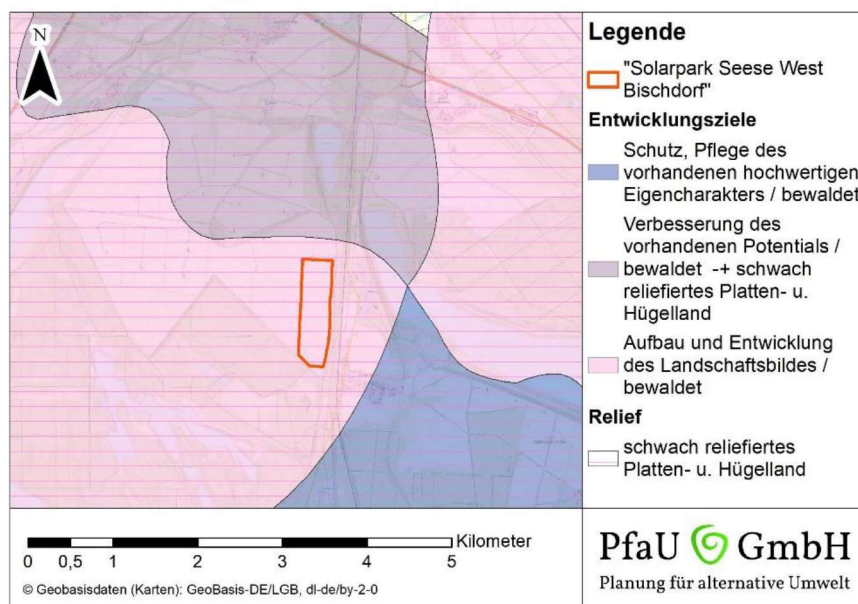 N
Legende
"Solarpark Seese West
Bischdorf"
Entwicklungsziele
Schutz, Pflege des
vorhandenen hochwertigen
Eigencharakters / bewaldet
Verbesserung des
vorhandenen Potentials /
bewaldet -+ schwach
reliefiertes Platten- u.
Hügelland
Aufbau und Entwicklung
des Landschaftsbildes /
bewaldet
Relief
schwach reliefiertes
Platten- u. Hügelland
Kilometer
0 0,5 1 2 3 4 5
© Geobasisdaten (Karten): GeoBasis-DE/LGB, dl-de/by-2-0
PfaU GmbH
Planung für alternative Umwelt